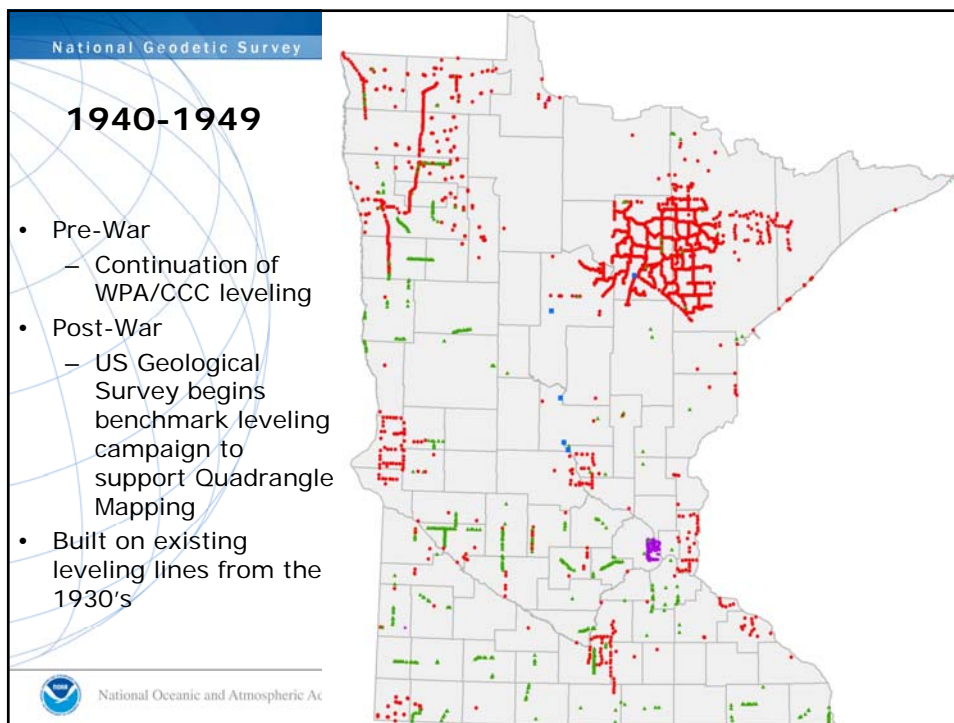 National Geodetic Survey
1940-1949
• Pre-War
– Continuation of
WPA/CCC leveling
• Post-War
– US Geological
Survey begins
benchmark leveling
campaign to
support Quadrangle
Mapping
• Built on existing
leveling lines from the
1930's
National Oceanic and Atmospheric